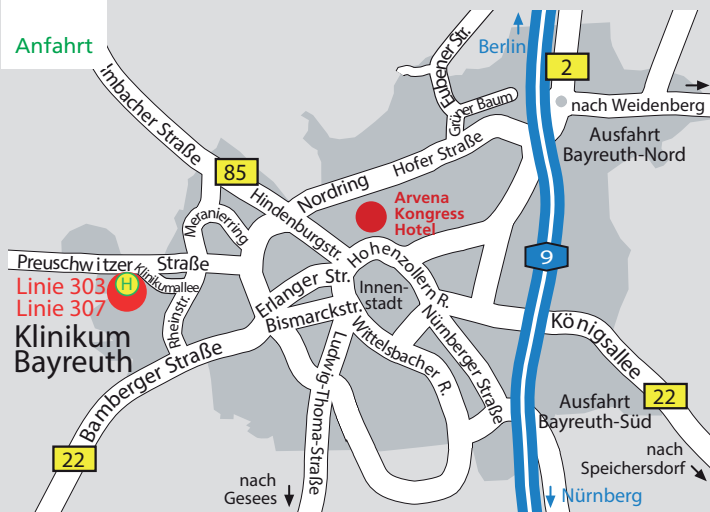 Anfahrt
Eubener Str.
Berlin
2
nach Weidenberg
Ausfahrt
Bayreuth-Nord
Grüner Baum
Hofer Straße
Nordring
imbacher Straße
85
Hindenburgstr.
Meranierring
Arvena
Kongress
Hotel
Preuschwitzer Straße
Klinikumallee
H
Linie 303
Linie 307
Klinikum
Bayreuth
Rheinstr.
Hohenzollern R.
Erlanger Str.
Innen-
stadt
Bismarckstr.
9
Nürnberger Straße
Wittelsbacher R.
Königsallee
Ludwig-Thoma-Straße
Bamberger Straße
22
22
Ausfahrt
Bayreuth-Süd
nach
Speichersdorf
nach
Gesees
Nürnberg